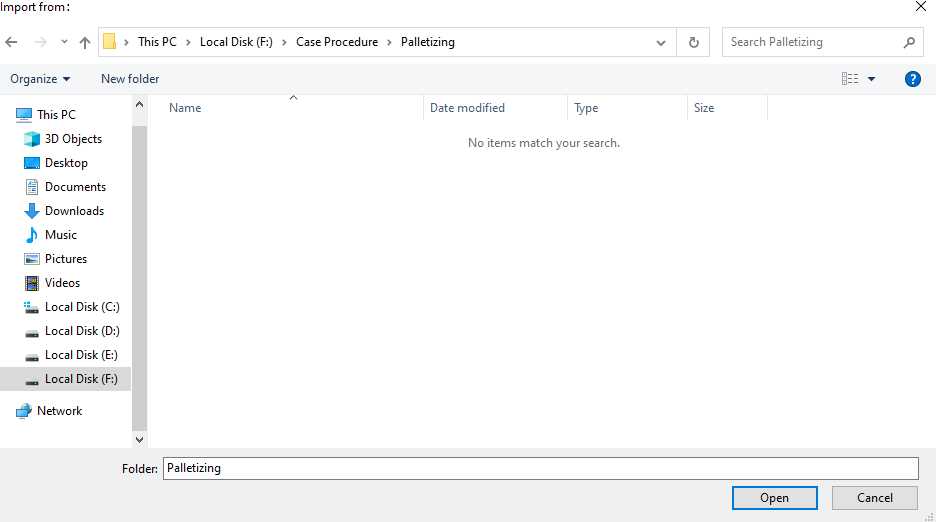 Import from:
This PC > Local Disk (F:) > Case Procedure > Palletizing
Search Palletizing
Organize
New folder
?
Name
Date modified
Type
Size
No items match your search.
This PC
3D Objects
Desktop
Documents
Downloads
Music
Pictures
Videos
Local Disk (C:)
Local Disk (D:)
Local Disk (E:)
Local Disk (F:)
Network
Folder: Palletizing
Open
Cancel